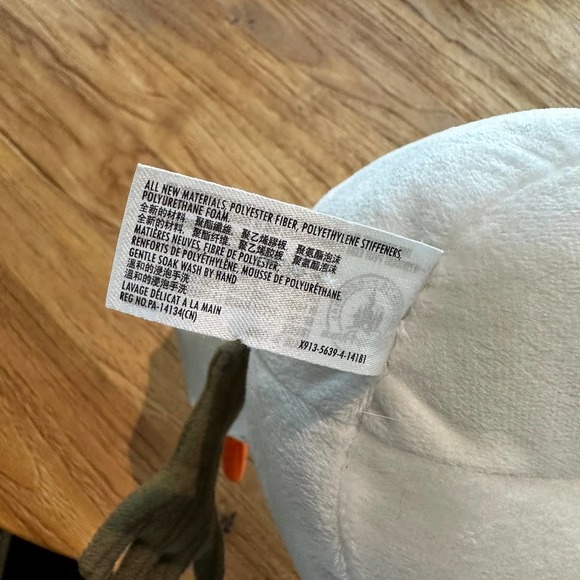 ALL NEW MATERIALS, POLYESTER FIBER, POLYETHYLENE STIFFENERS,
POLYURETHANE FOAM
全新的材料 聚酯纖維 聚乙烯膠板 聚氨酯泡沫
全新的材料 聚酯纤维 聚乙烯胶板 聚氨酯泡沫
MATIÈRES NEUVES, FIBRE DE POLYESTER,
RENFORTS DE POLYÉTHYLÈNE, MOUSSE DE POLYURÉTHANE.
GENTLE SOAK WASH BY HAND
溫和的浸泡手洗
温和的浸泡手洗
LAVAGE DÉLICAT À LA MAIN
REG NO.PA-14134(CN)
X913-5639-4-14181